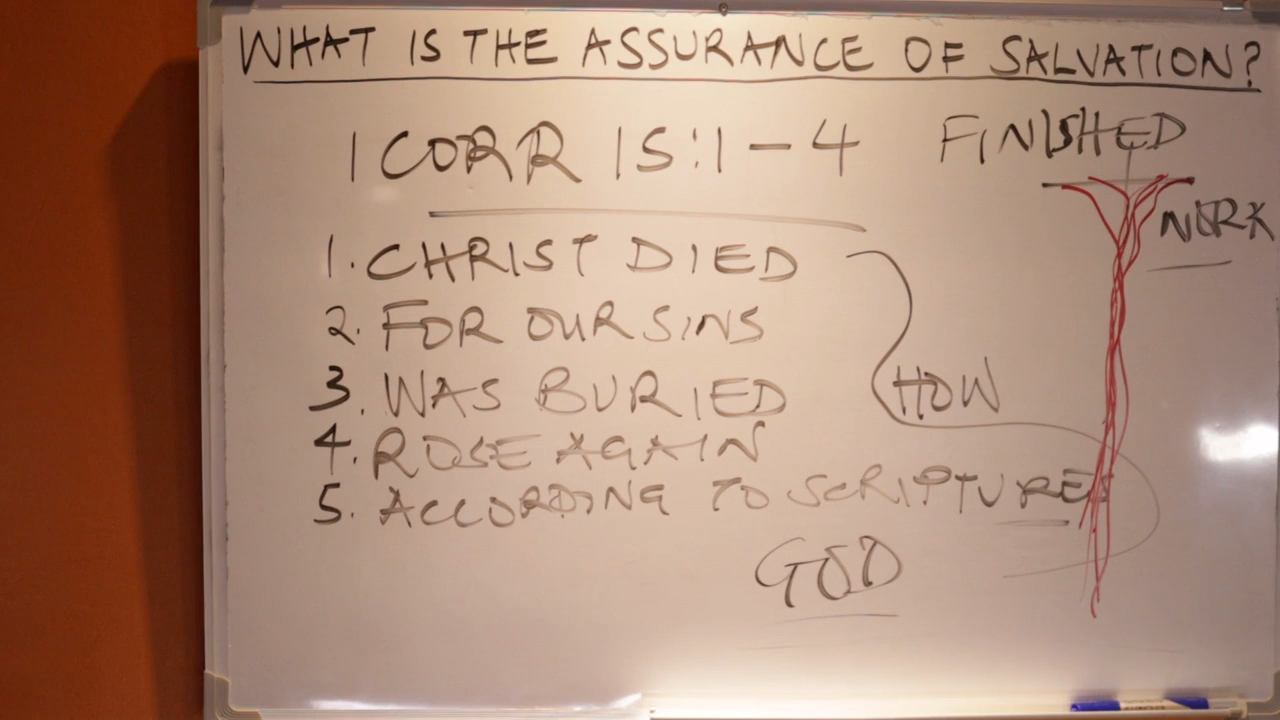 WHAT IS THE ASSURANCE OF SALVATION?
1 CORR 15:1-4
FINISHED
WORK
1. CHRIST DIED
2. FOR OUR SINS
3. WAS BURIED
HOW
4. ROSE AGAIN
5. ACCORDING TO SCRIPTURES
GOD